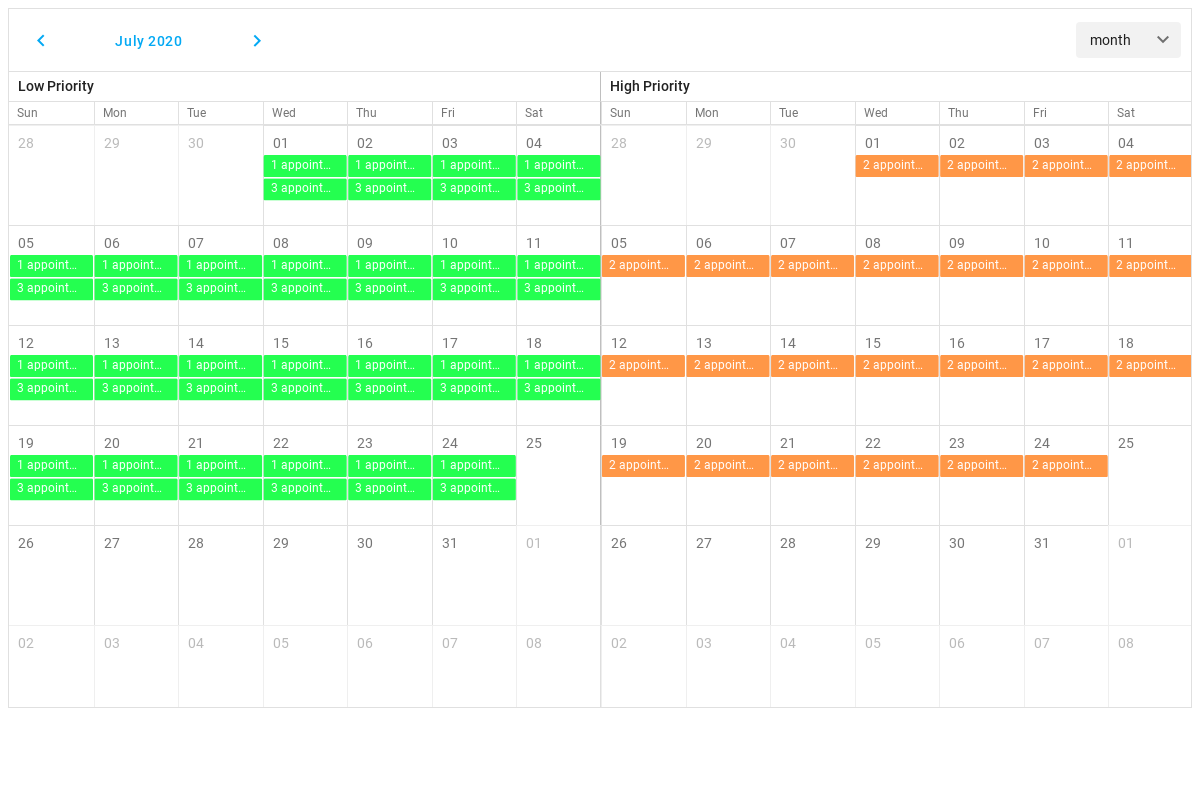 July 2020 month
Low Priority High Priority
Sun Mon Tue Wed Thu Fri Sat Sun Mon Tue Wed Thu Fri Sat
28 29 30 01 02 03 04 28 29 30 01 02 03 04
1 appoint... 1 appoint... 1 appoint... 1 appoint... 2 appoint... 2 appoint... 2 appoint... 2 appoint...
3 appoint... 3 appoint... 3 appoint... 3 appoint...
05 06 07 08 09 10 11 05 06 07 08 09 10 11
1 appoint... 1 appoint... 1 appoint... 1 appoint... 1 appoint... 1 appoint... 1 appoint... 2 appoint... 2 appoint... 2 appoint... 2 appoint... 2 appoint... 2 appoint... 2 appoint...
3 appoint... 3 appoint... 3 appoint... 3 appoint... 3 appoint... 3 appoint... 3 appoint...
12 13 14 15 16 17 18 12 13 14 15 16 17 18
1 appoint... 1 appoint... 1 appoint... 1 appoint... 1 appoint... 1 appoint... 1 appoint... 2 appoint... 2 appoint... 2 appoint... 2 appoint... 2 appoint... 2 appoint... 2 appoint...
3 appoint... 3 appoint... 3 appoint... 3 appoint... 3 appoint... 3 appoint... 3 appoint...
19 20 21 22 23 24 25 19 20 21 22 23 24 25
1 appoint... 1 appoint... 1 appoint... 1 appoint... 1 appoint... 1 appoint... 2 appoint... 2 appoint... 2 appoint... 2 appoint... 2 appoint... 2 appoint...
3 appoint... 3 appoint... 3 appoint... 3 appoint... 3 appoint... 3 appoint...
26 27 28 29 30 31 01 26 27 28 29 30 31 01
02 03 04 05 06 07 08 02 03 04 05 06 07 08